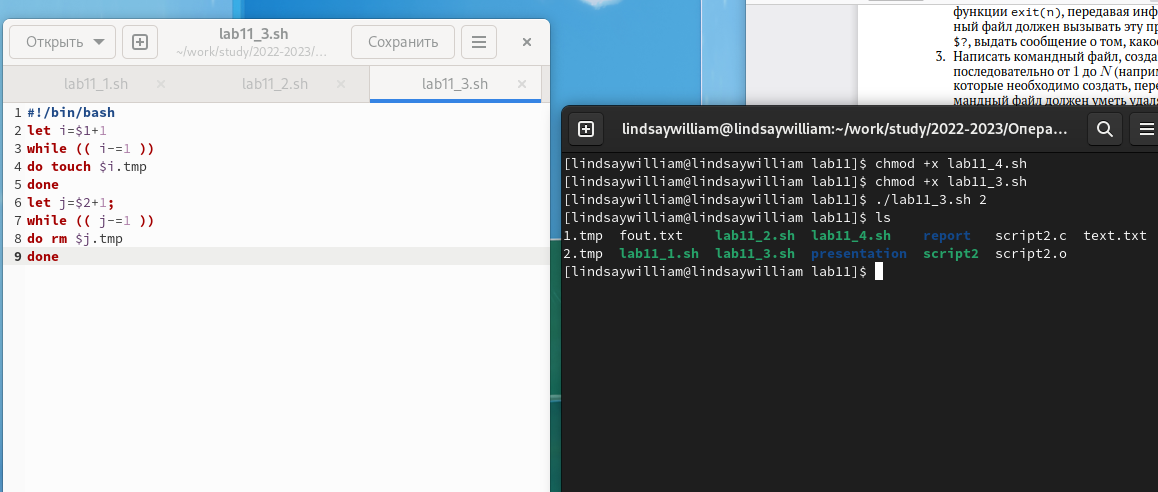 Открыть
lab11_3.sh
~/work/study/2022-2023/…
Сохранить
lab11_1.sh
lab11_2.sh
lab11_3.sh
1 #!/bin/bash
2 let i=$1+1
3 while (( i-=1 ))
4 do touch $i.tmp
5 done
6 let j=$2+1;
7 while (( j-=1 ))
8 do rm $j.tmp
9 done
функции exit(n), передавая инф
ный файл должен вызывать эту пр
$?, выдать сообщение о том, како
3. Написать командный файл, созда
последовательно от 1 до N (наприм
которые необходимо создать, пере
мандный файл должен уметь удал
lindsaywilliam@lindsaywilliam:~/work/study/2022-2023/Опера…
[lindsaywilliam@lindsaywilliam lab11]$ chmod +x lab11_4.sh
[lindsaywilliam@lindsaywilliam lab11]$ chmod +x lab11_3.sh
[lindsaywilliam@lindsaywilliam lab11]$ ./lab11_3.sh 2
[lindsaywilliam@lindsaywilliam lab11]$ ls
1.tmp fout.txt lab11_2.sh lab11_4.sh report script2.c text.txt
2.tmp lab11_1.sh lab11_3.sh presentation script2 script2.o
[lindsaywilliam@lindsaywilliam lab11]$